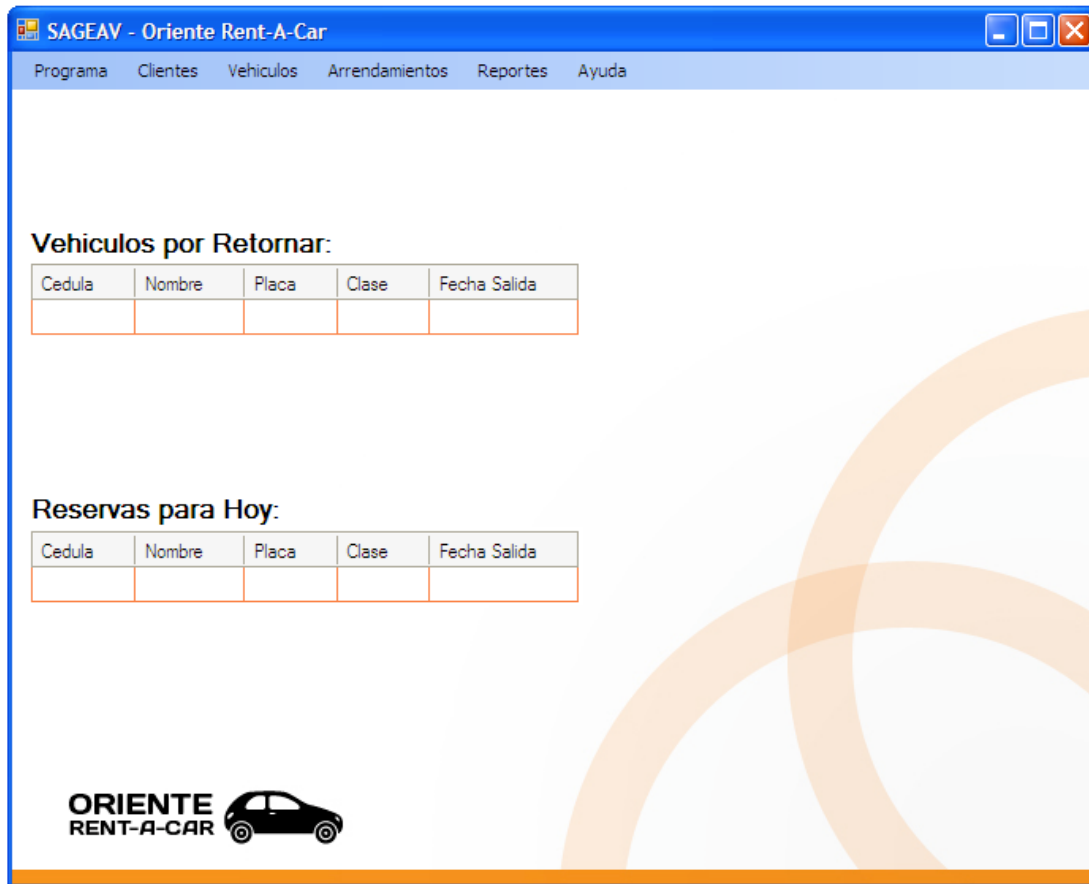 SAGEAV - Oriente Rent-A-Car
Programa Clientes Vehiculos Arrendamientos Reportes Ayuda
Vehiculos por Retornar:
Cedula Nombre Placa Clase Fecha Salida
Reservas para Hoy:
Cedula Nombre Placa Clase Fecha Salida
ORIENTE
RENT-A-CAR